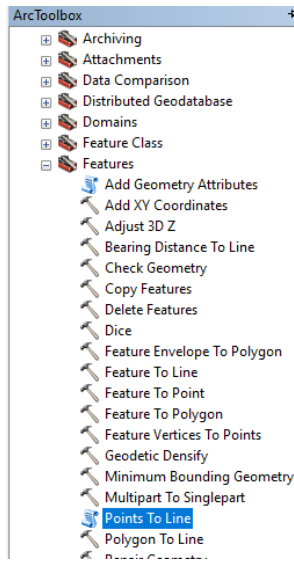 ArcToolbox
Archiving
Attachments
Data Comparison
Distributed Geodatabase
Domains
Feature Class
Features
Add Geometry Attributes
Add XY Coordinates
Adjust 3D Z
Bearing Distance To Line
Check Geometry
Copy Features
Delete Features
Dice
Feature Envelope To Polygon
Feature To Line
Feature To Point
Feature To Polygon
Feature Vertices To Points
Geodetic Densify
Minimum Bounding Geometry
Multipart To Singlepart
Points To Line
Polygon To Line
Repair Geometry